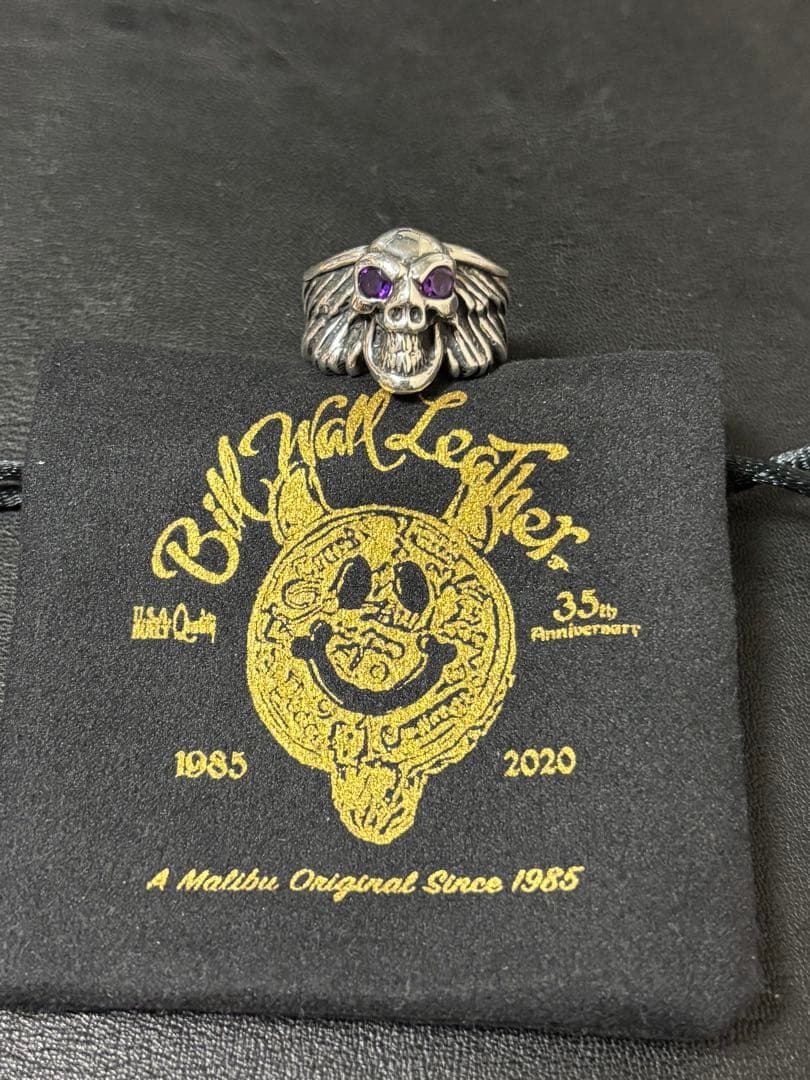 Bill Wall Leather
Quality
35th
Anniversary
1985
2020
A Malibu Original Since 1985